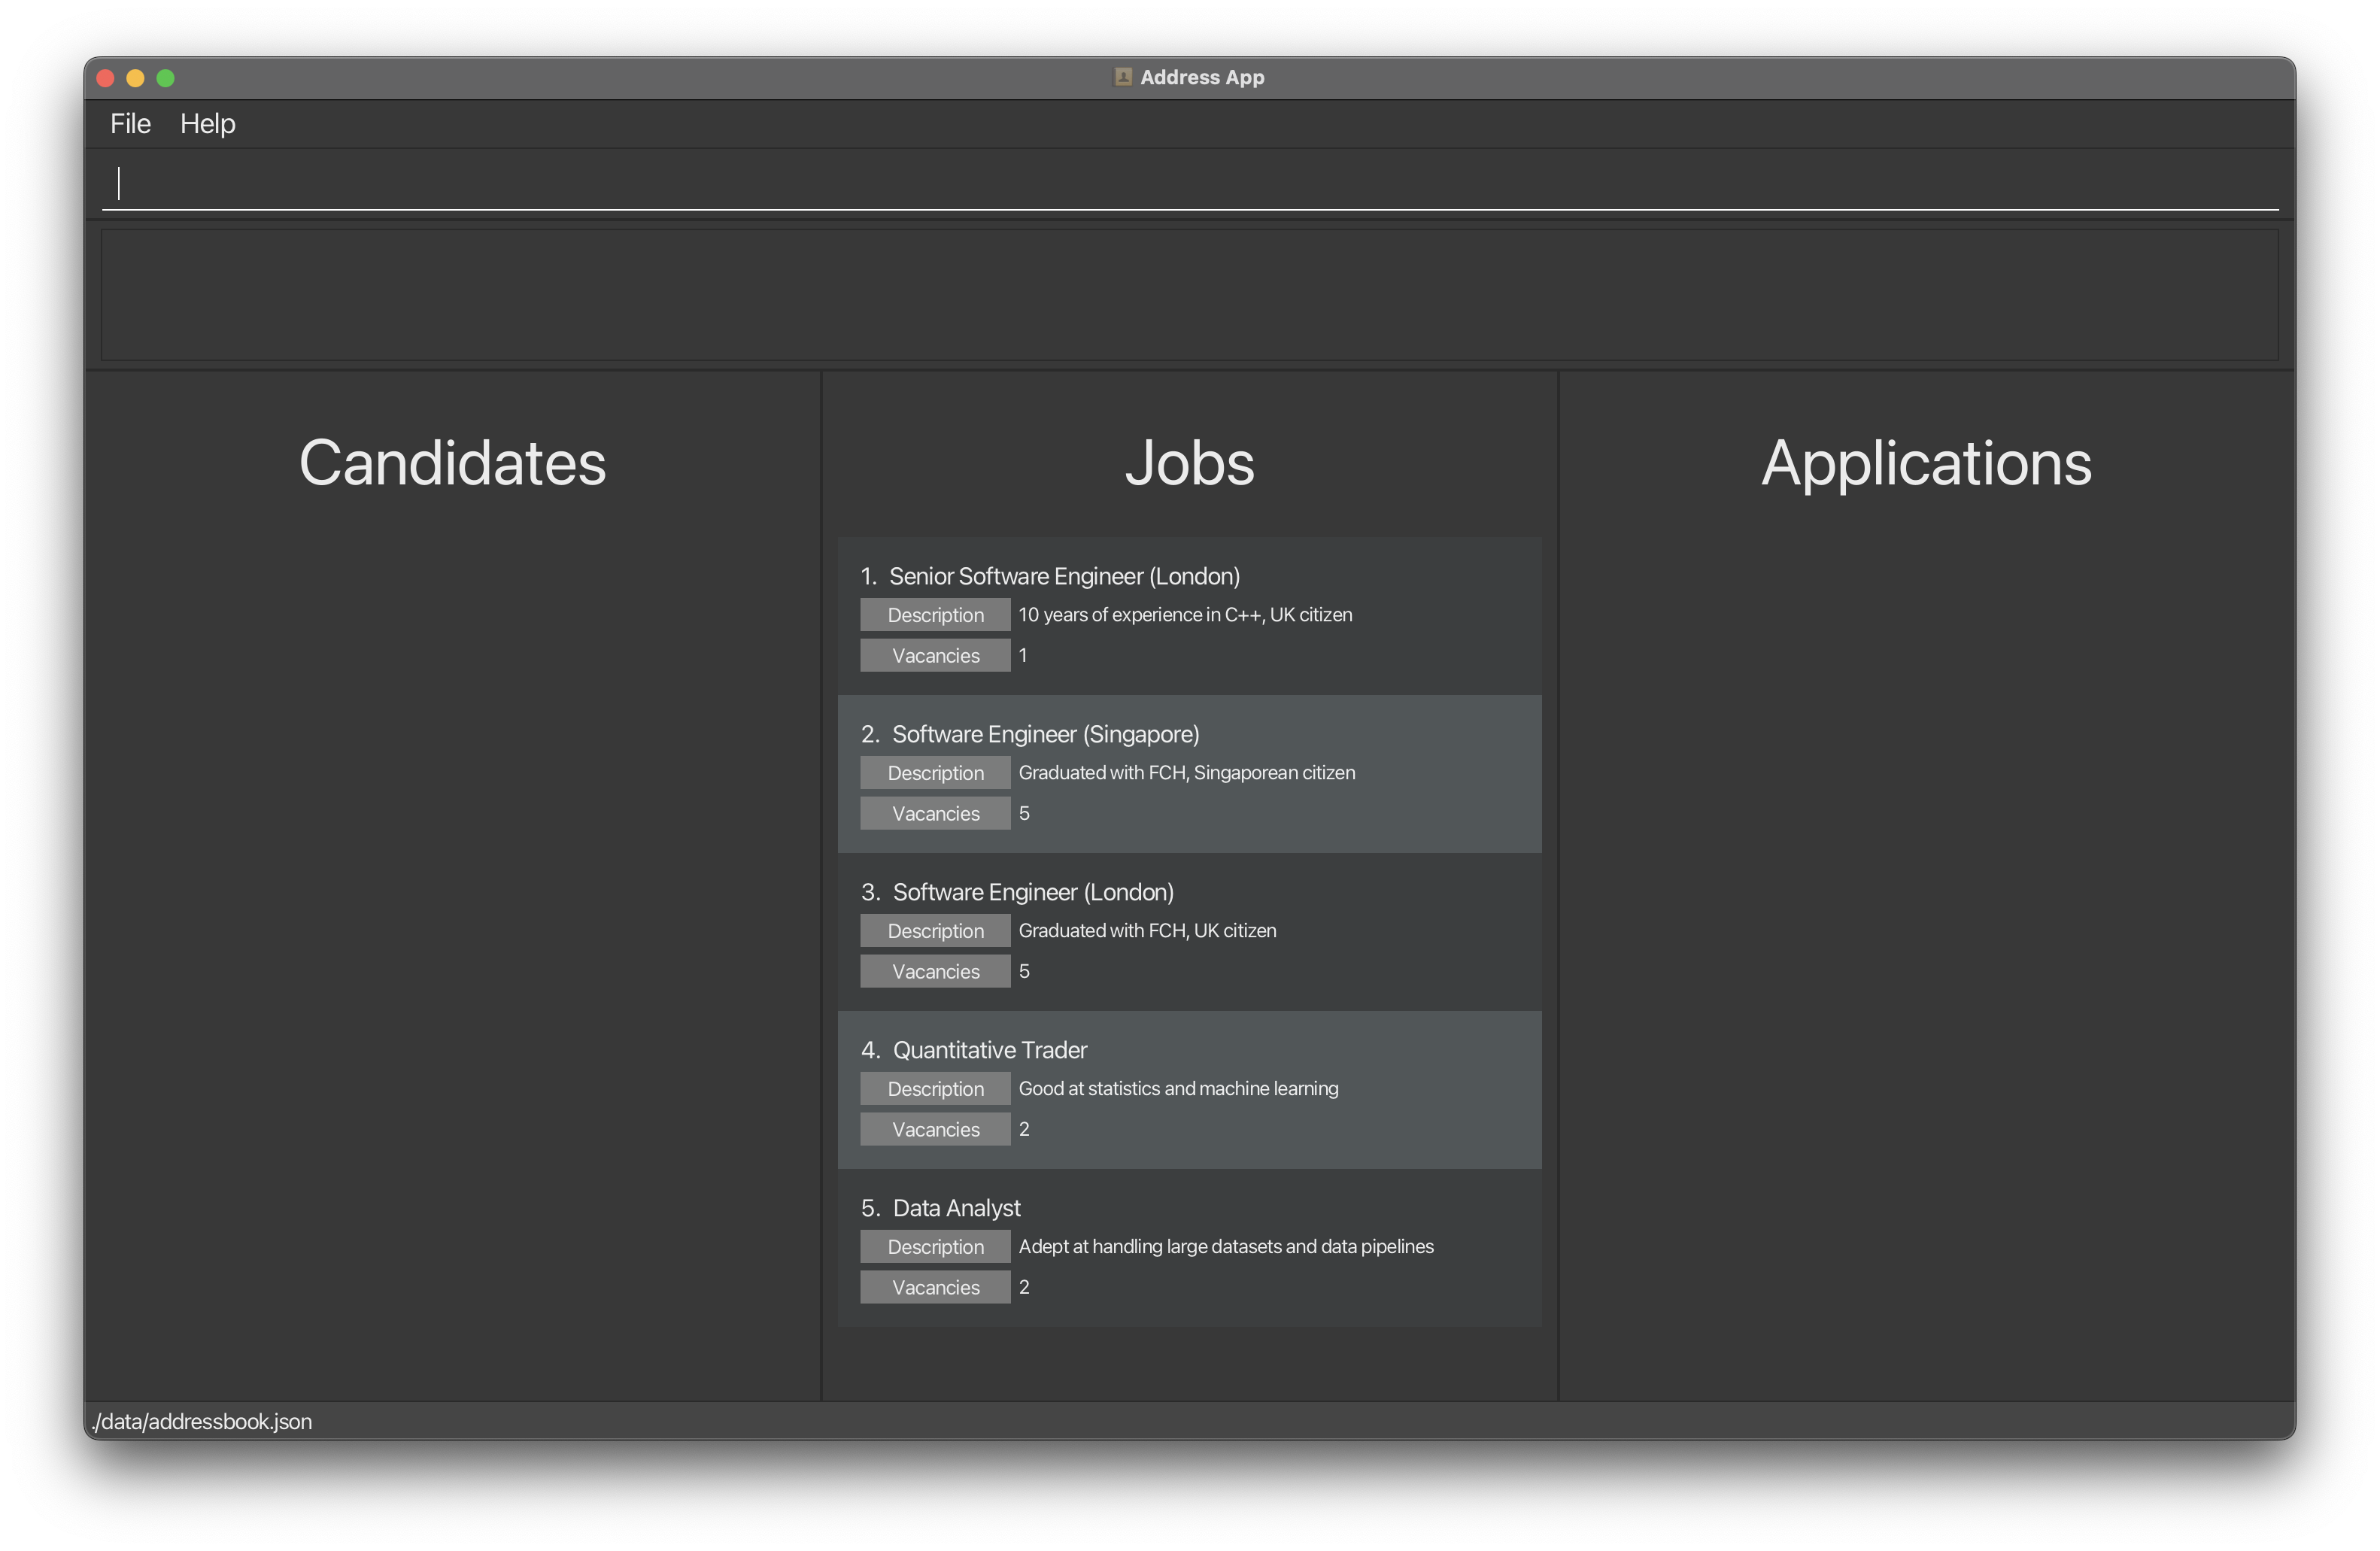 Address App
File Help
Candidates
Jobs
Applications
1. Senior Software Engineer (London)
Description 10 years of experience in C++, UK citizen
Vacancies 1
2. Software Engineer (Singapore)
Description Graduated with FCH, Singaporean citizen
Vacancies 5
3. Software Engineer (London)
Description Graduated with FCH, UK citizen
Vacancies 5
4. Quantitative Trader
Description Good at statistics and machine learning
Vacancies 2
5. Data Analyst
Description Adept at handling large datasets and data pipelines
Vacancies 2
./data/addressbook.json